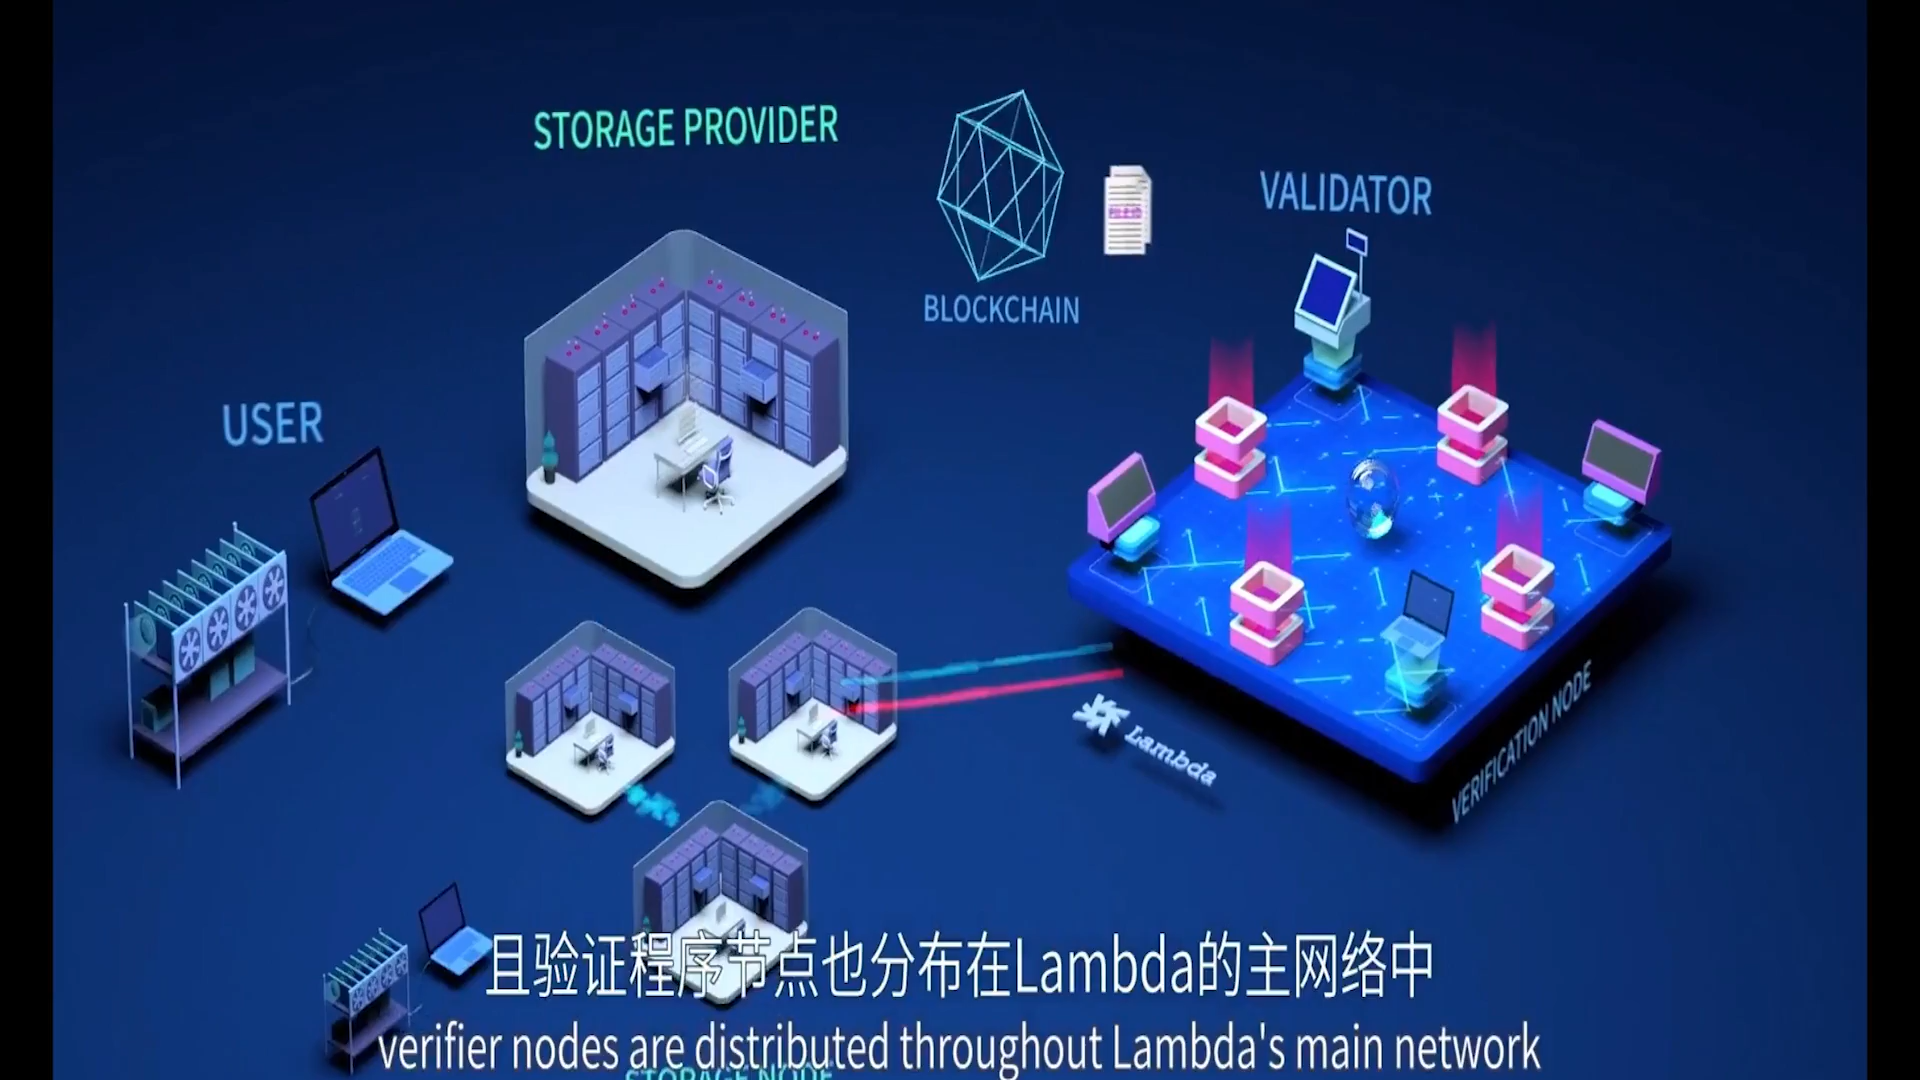 STORAGE PROVIDER
BLOCKCHAIN
VALIDATOR
USER
Lambda
VERIFICATION NODE
且验证程序节点也分布在Lambda的主网络中
verifier nodes are distributed throughout Lambda's main network
STORAGE NODE